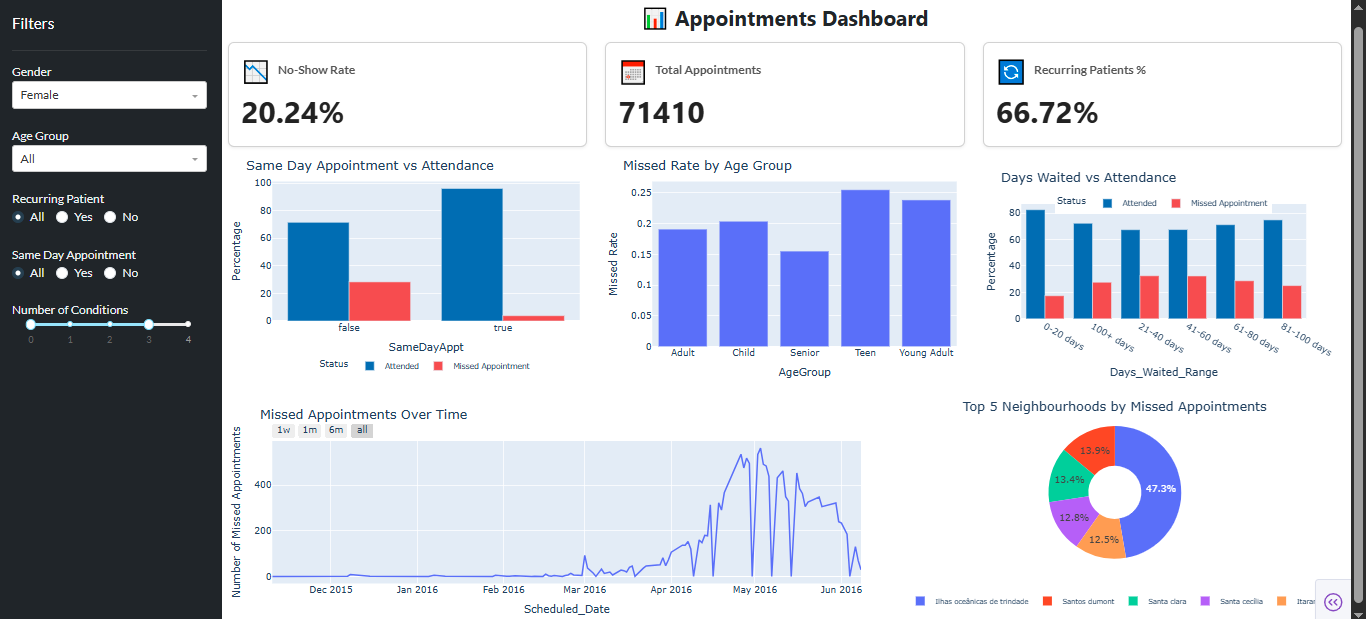 Filters
Gender
Female
Age Group
All
Recurring Patient
All Yes No
Same Day Appointment
All Yes No
Number of Conditions
0 1 2 3 4
Appointments Dashboard
No-Show Rate
20.24%
Total Appointments
71410
Recurring Patients %
66.72%
Same Day Appointment vs Attendance
Percentage
100
80
60
40
20
0
false true
SameDayAppt
Status Attended Missed Appointment
Missed Rate by Age Group
Missed Rate
0.25
0.2
0.15
0.1
0.05
0
Adult Child Senior Teen Young Adult
AgeGroup
Days Waited vs Attendance
Status Attended Missed Appointment
Percentage
80
60
40
20
0
0-20 days 100+ days 21-40 days 41-60 days 61-80 days 81-100 days
Days_Waited_Range
Missed Appointments Over Time
1w 1m 6m all
Number of Missed Appointments
400
200
0
Dec 2015 Jan 2016 Feb 2016 Mar 2016 Apr 2016 May 2016 Jun 2016
Scheduled_Date
Top 5 Neighbourhoods by Missed Appointments
13.9%
47.3%
13.4%
12.8%
12.5%
Ilhas oceânicas de trindade Santos dumont Santa clara Santa cecília